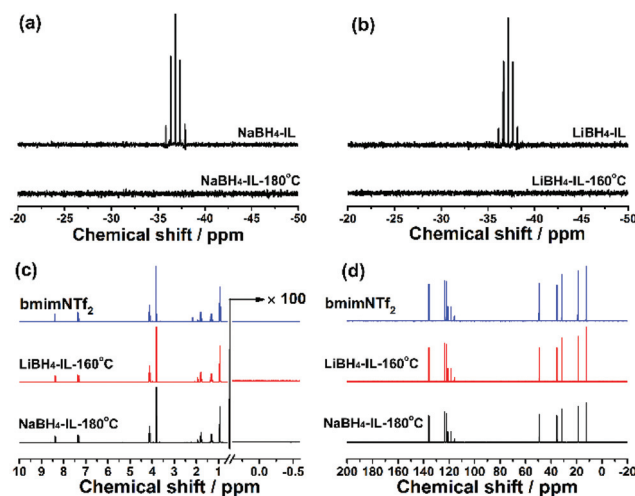 (a)
NaBH₄-IL
NaBH₄-IL-180°C
-20 -25 -30 -35 -40 -45 -50
Chemical shift / ppm
(b)
LiBH₄-IL
LiBH₄-IL-160°C
-20 -25 -30 -35 -40 -45 -50
Chemical shift / ppm
(c)
× 100
bmimNTf₂
LiBH₄-IL-160°C
NaBH₄-IL-180°C
10 9 8 7 6 5 4 3 2 1 0.0 -0.5
Chemical shift / ppm
(d)
bmimNTf₂
LiBH₄-IL-160°C
NaBH₄-IL-180°C
200 180 160 140 120 100 80 60 40 20 0 -20
Chemical shift / ppm